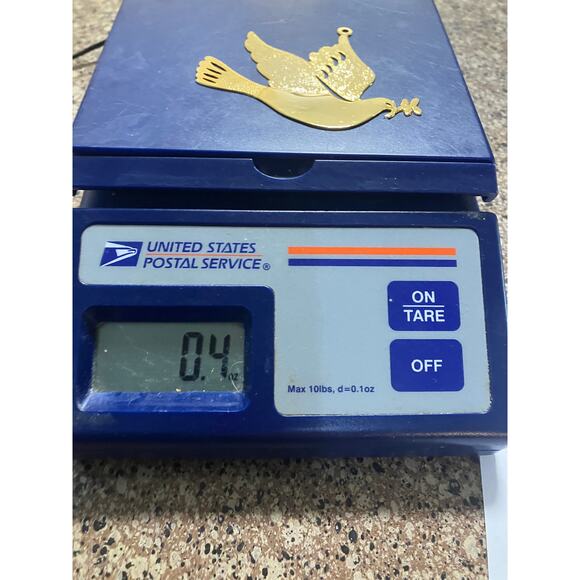 UNITED STATES
POSTAL SERVICE®
ON
TARE
0.4 oz
OFF
Max 10lbs, d=0.1oz